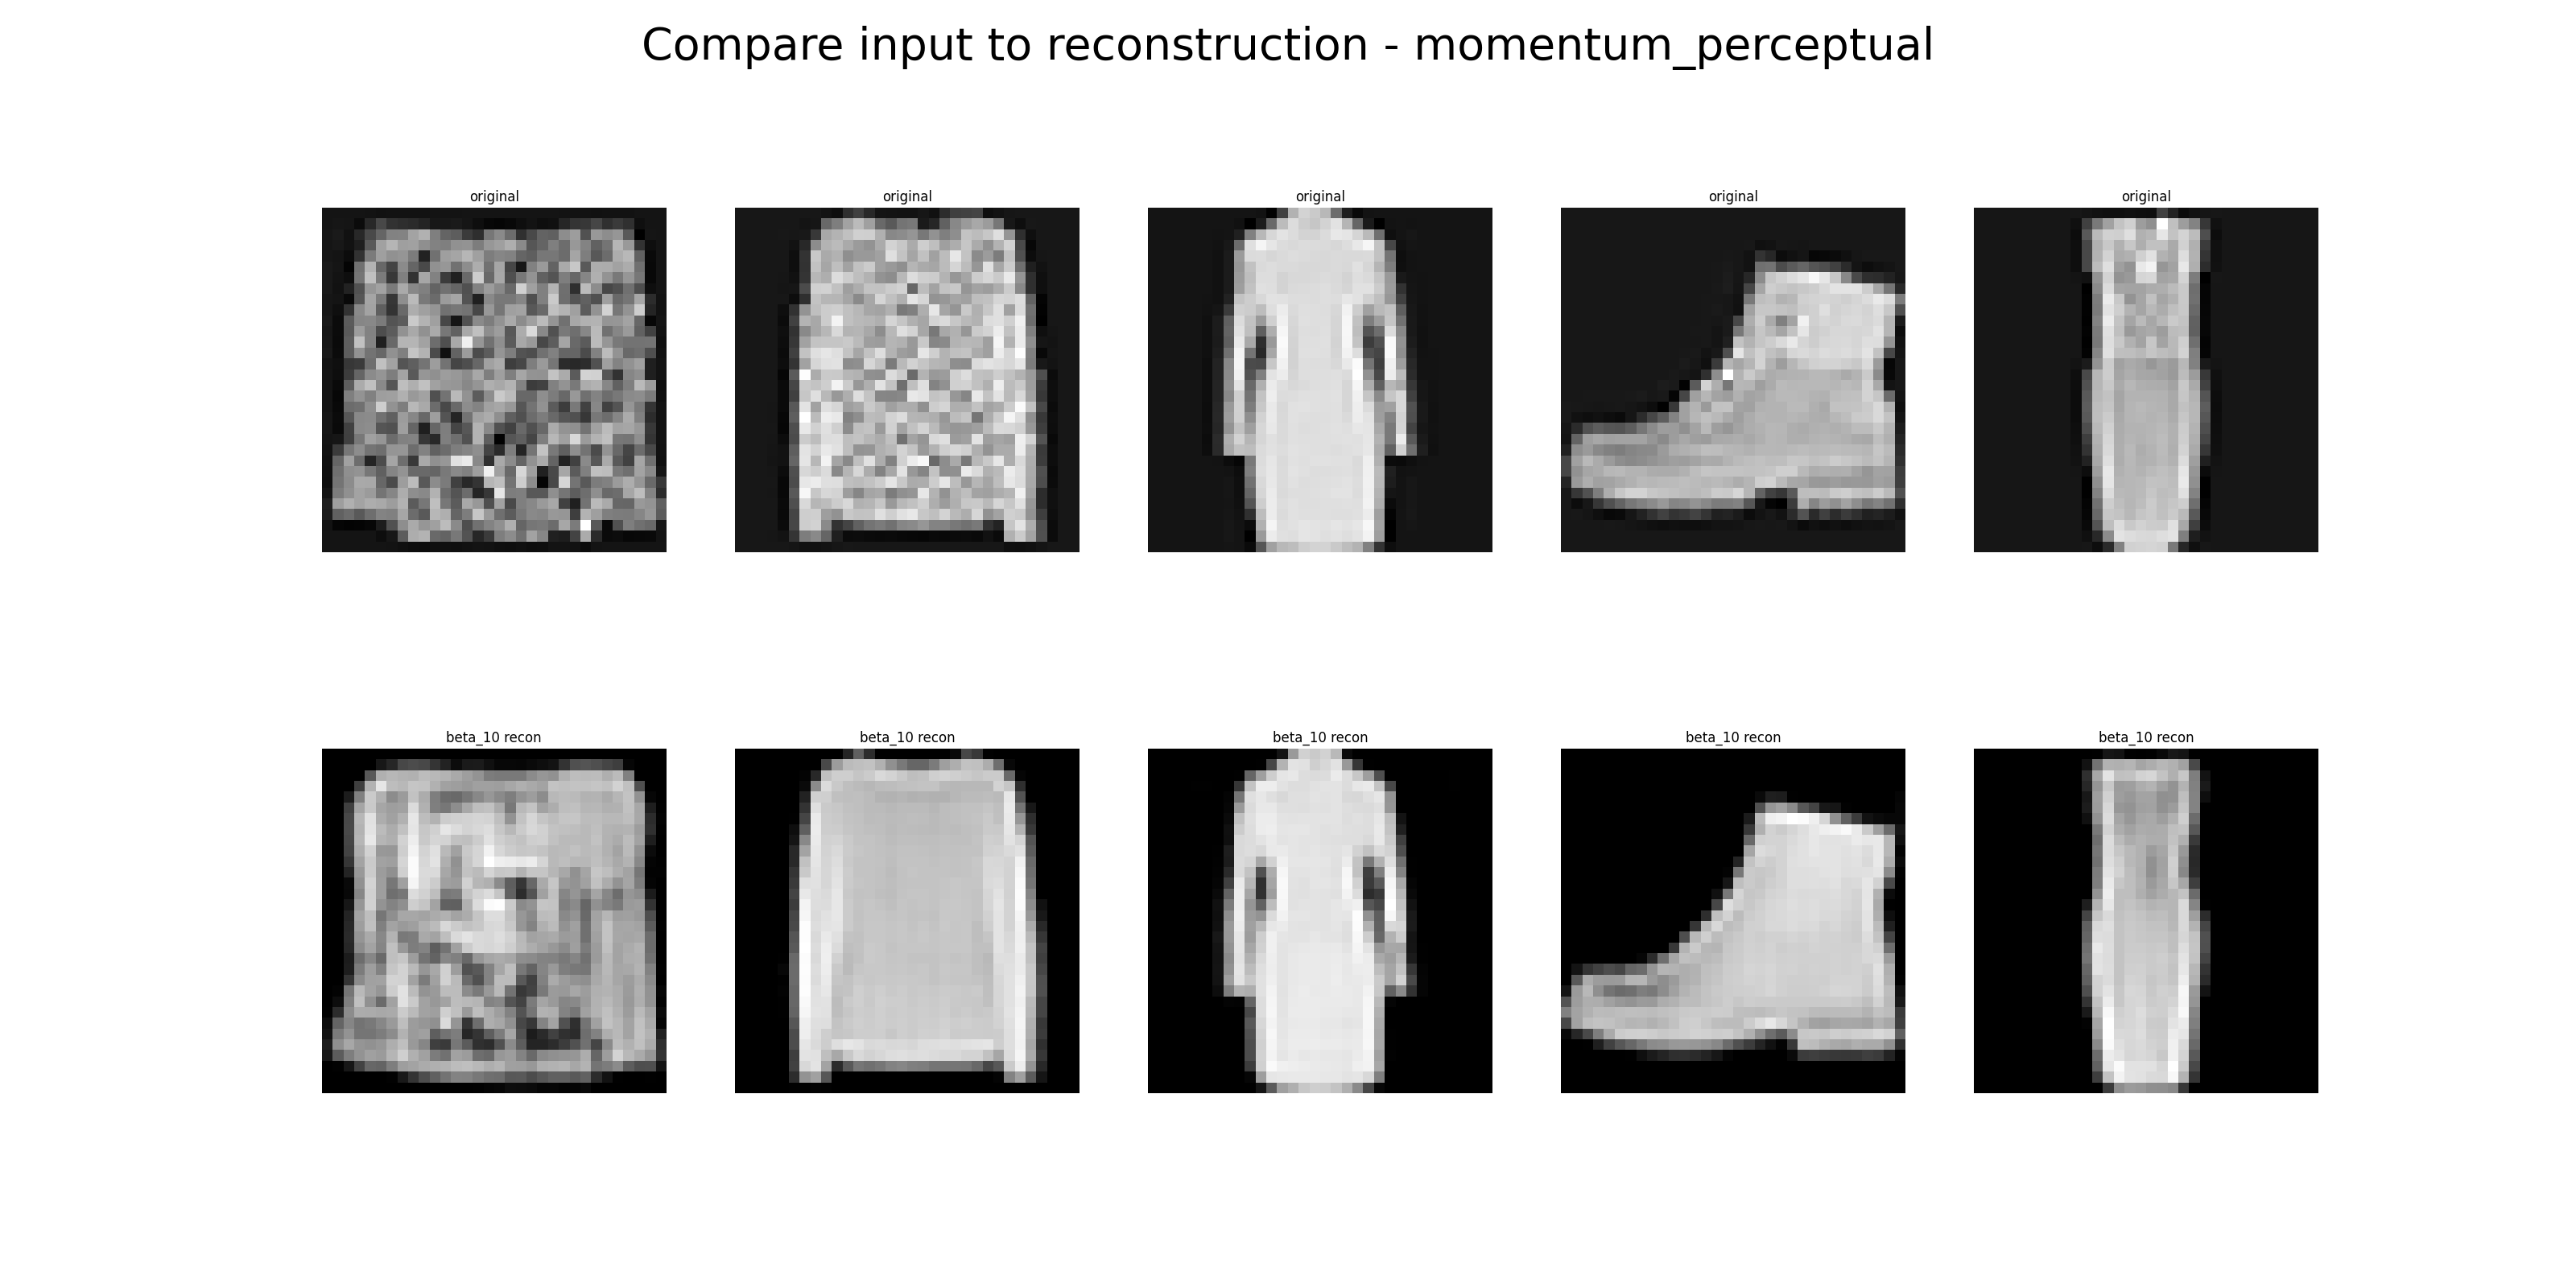 Compare input to reconstruction - momentum_perceptual
original original original original original
beta_10 recon beta_10 recon beta_10 recon beta_10 recon beta_10 recon